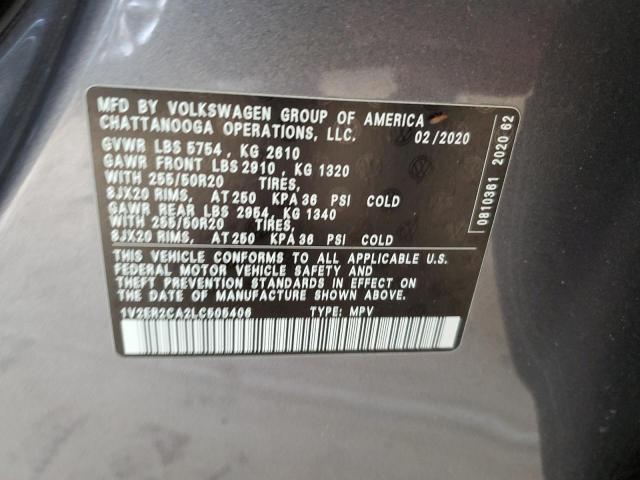 MFD BY VOLKSWAGEN GROUP OF AMERICA
CHATTANOOGA OPERATIONS, LLC. 02/2020
GVWR LBS 5754 , KG 2610
GAWR FRONT LBS 2910 , KG 1320
WITH 255/50R20 TIRES,
8JX20 RIMS, AT 250 KPA 36 PSI COLD
GAWR REAR LBS 2954, KG 1340
WITH 255/50R20 TIRES,
8JX20 RIMS, AT 250 KPA 36 PSI COLD
THIS VEHICLE CONFORMS TO ALL APPLICABLE U.S.
FEDERAL MOTOR VEHICLE SAFETY AND
THEFT PREVENTION STANDARDS IN EFFECT ON
DATE OF MANUFACTURE SHOWN ABOVE.
1V2ER2CA2LC505406 TYPE: MPV
0810361 2020 62